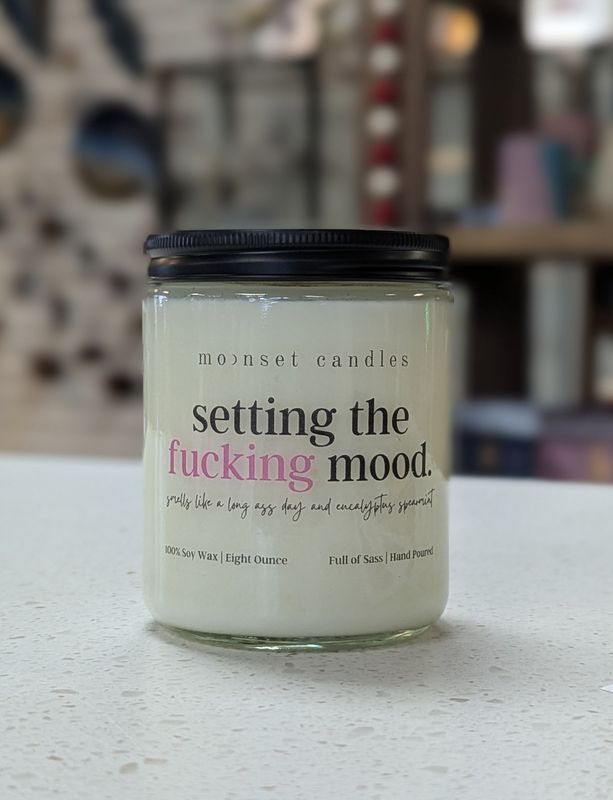 moonset candles
setting the
fucking mood.
smells like a long ass day and eucalyptus spearmint
100% Soy Wax | Eight Ounce Full of Sass | Hand Poured